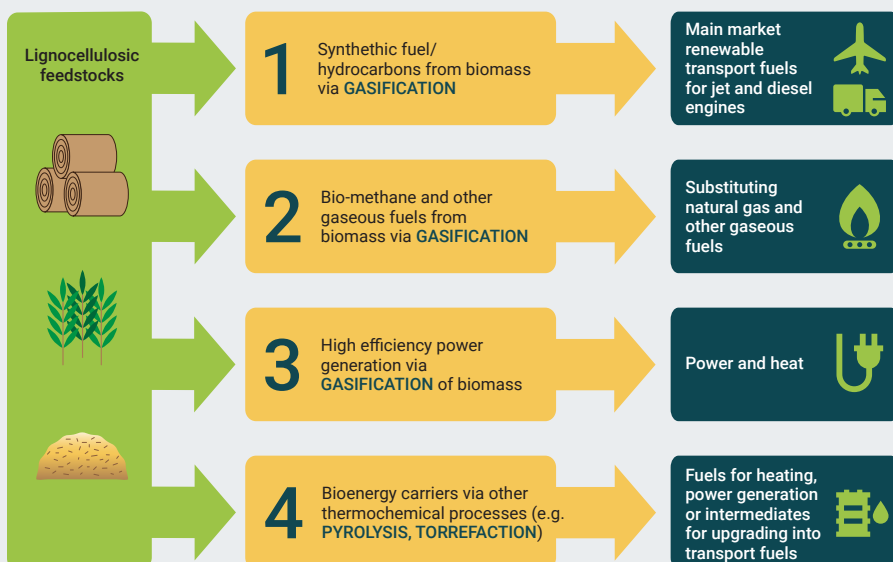 Lignocellulosic
feedstocks
1
Synthethic fuel/
hydrocarbons from biomass
via GASIFICATION
Main market
renewable
transport fuels
for jet and diesel
engines
2
Bio-methane and other
gaseous fuels from
biomass via GASIFICATION
Substituting
natural gas and
other gaseous
fuels
3
High efficiency power
generation via
GASIFICATION of biomass
Power and heat
4
Bioenergy carriers via other
thermochemical processes (e.g.
PYROLYSIS, TORREFACTION)
Fuels for heating,
power generation
or intermediates
for upgrading into
transport fuels